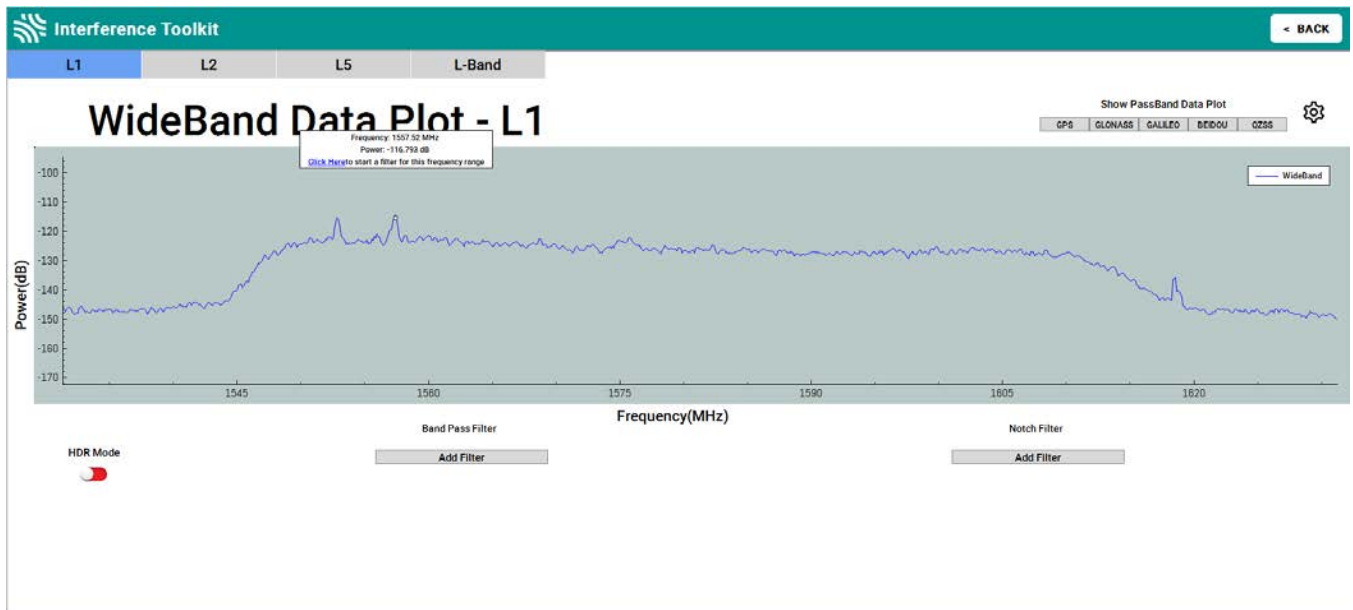 Interference Toolkit
< BACK
L1 L2 L5 L-Band
WideBand Data Plot - L1
Show PassBand Data Plot
GPS GLONASS GALILEO BEIDOU QZSS
Frequency: 1557.52 MHz
Power: -116.793 dB
Click Here to start a filter for this frequency range
WideBand
Power(dB)
-100
-110
-120
-130
-140
-150
-160
-170
1545 1560 1575 1590 1605 1620
Frequency(MHz)
Band Pass Filter
Notch Filter
HDR Mode
Add Filter
Add Filter